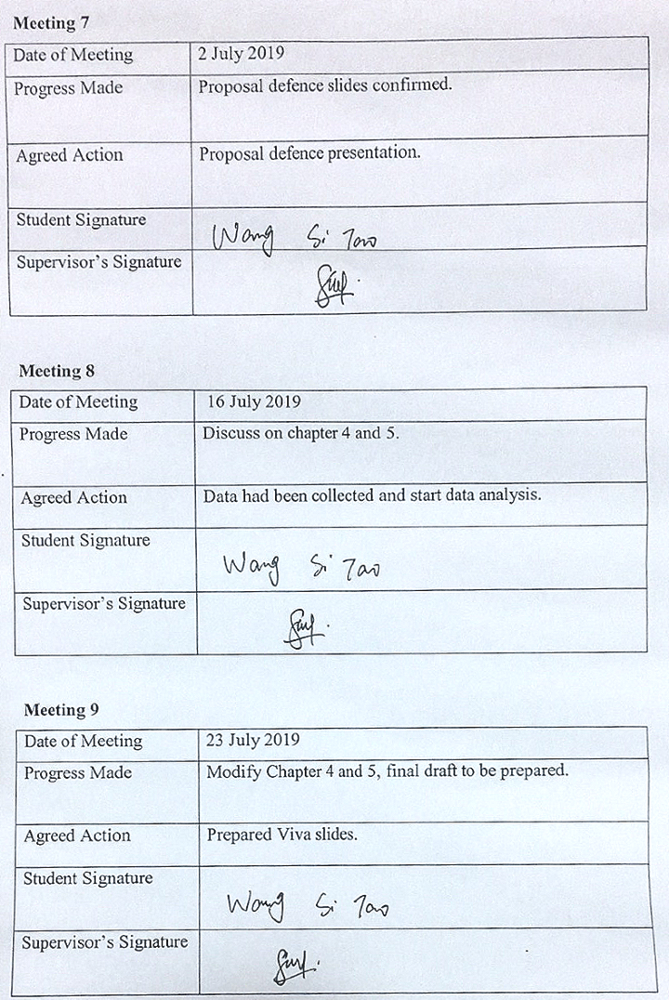 Meeting 7
Date of Meeting 2 July 2019
Progress Made Proposal defence slides confirmed.
Agreed Action Proposal defence presentation.
Student Signature Wang Si Tao
Supervisor's Signature
Meeting 8
Date of Meeting 16 July 2019
Progress Made Discuss on chapter 4 and 5.
Agreed Action Data had been collected and start data analysis.
Student Signature Wang Si Tao
Supervisor's Signature
Meeting 9
Date of Meeting 23 July 2019
Progress Made Modify Chapter 4 and 5, final draft to be prepared.
Agreed Action Prepared Viva slides.
Student Signature Wang Si Tao
Supervisor's Signature